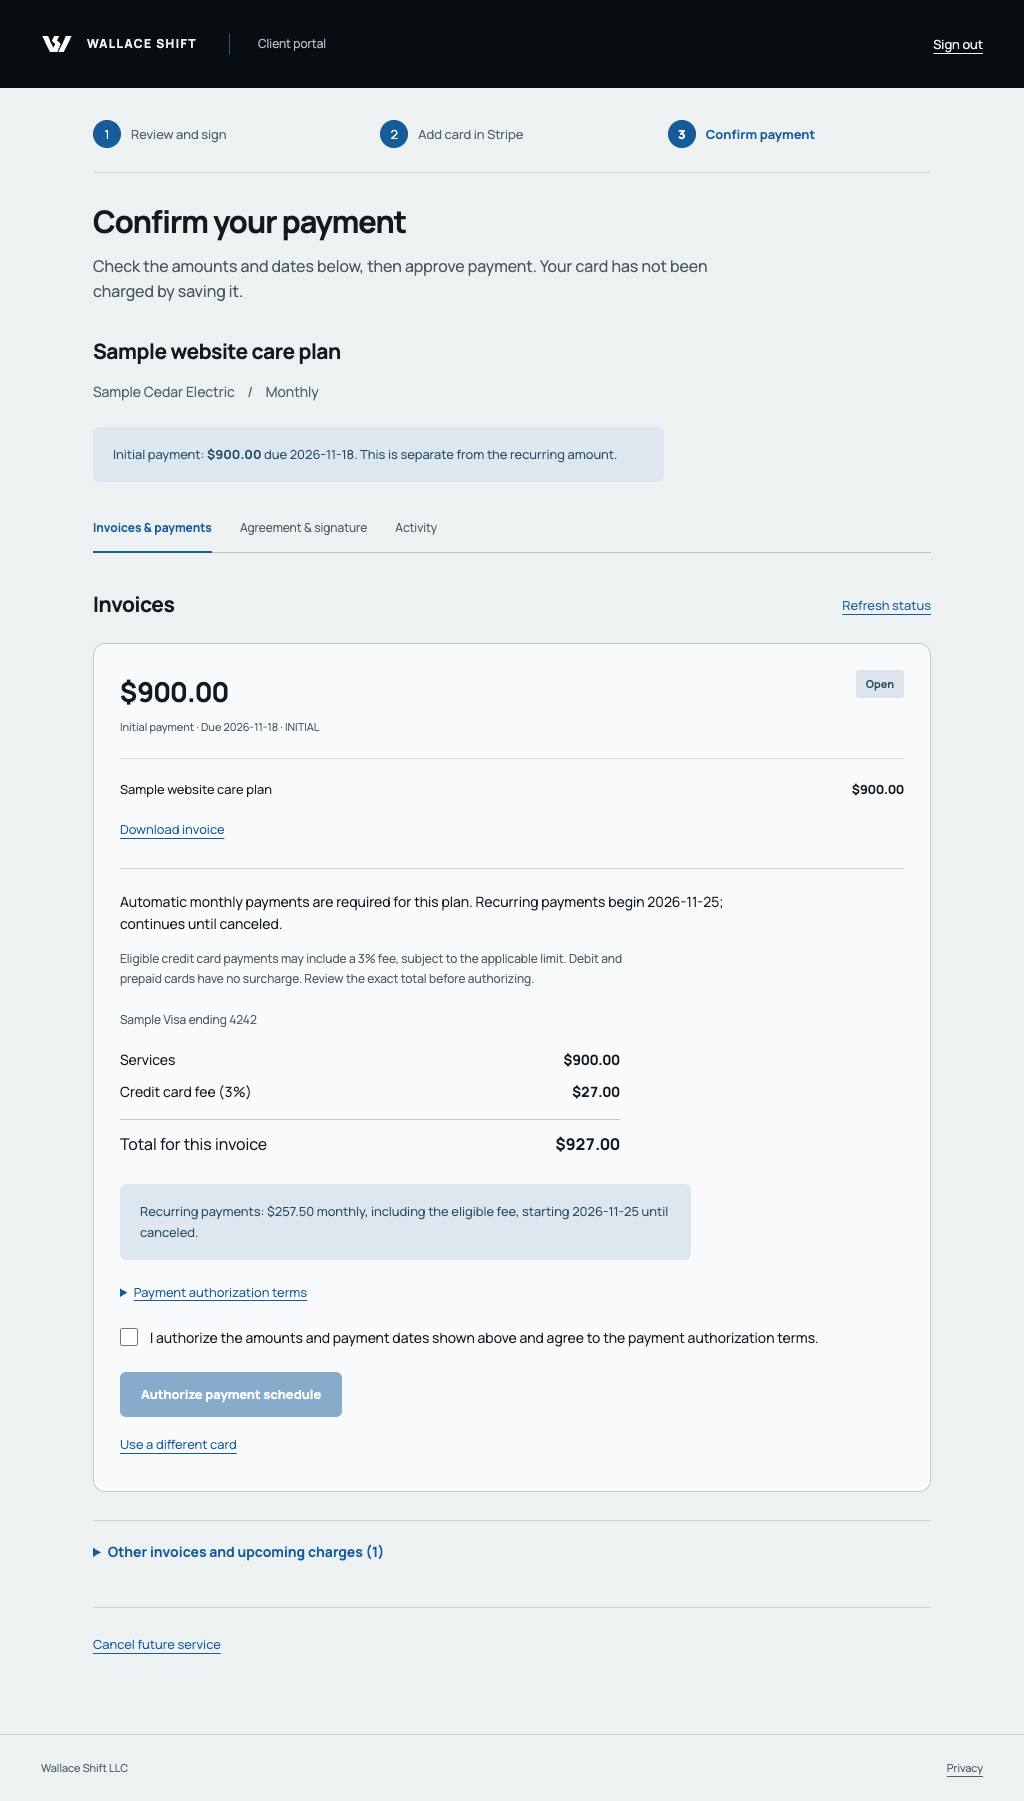 WALLACE SHIFT
Client portal
Sign out
1 Review and sign
2 Add card in Stripe
3 Confirm payment
Confirm your payment
Check the amounts and dates below, then approve payment. Your card has not been
charged by saving it.
Sample website care plan
Sample Cedar Electric / Monthly
Initial payment: $900.00 due 2026-11-18. This is separate from the recurring amount.
Invoices & payments
Agreement & signature
Activity
Invoices
Refresh status
$900.00
Open
Initial payment · Due 2026-11-18 · INITIAL
Sample website care plan $900.00
Download invoice
Automatic monthly payments are required for this plan. Recurring payments begin 2026-11-25;
continues until canceled.
Eligible credit card payments may include a 3% fee, subject to the applicable limit. Debit and
prepaid cards have no surcharge. Review the exact total before authorizing.
Sample Visa ending 4242
Services $900.00
Credit card fee (3%) $27.00
Total for this invoice $927.00
Recurring payments: $257.50 monthly, including the eligible fee, starting 2026-11-25 until
canceled.
Payment authorization terms
I authorize the amounts and payment dates shown above and agree to the payment authorization terms.
Authorize payment schedule
Use a different card
Other invoices and upcoming charges (1)
Cancel future service
Wallace Shift LLC
Privacy